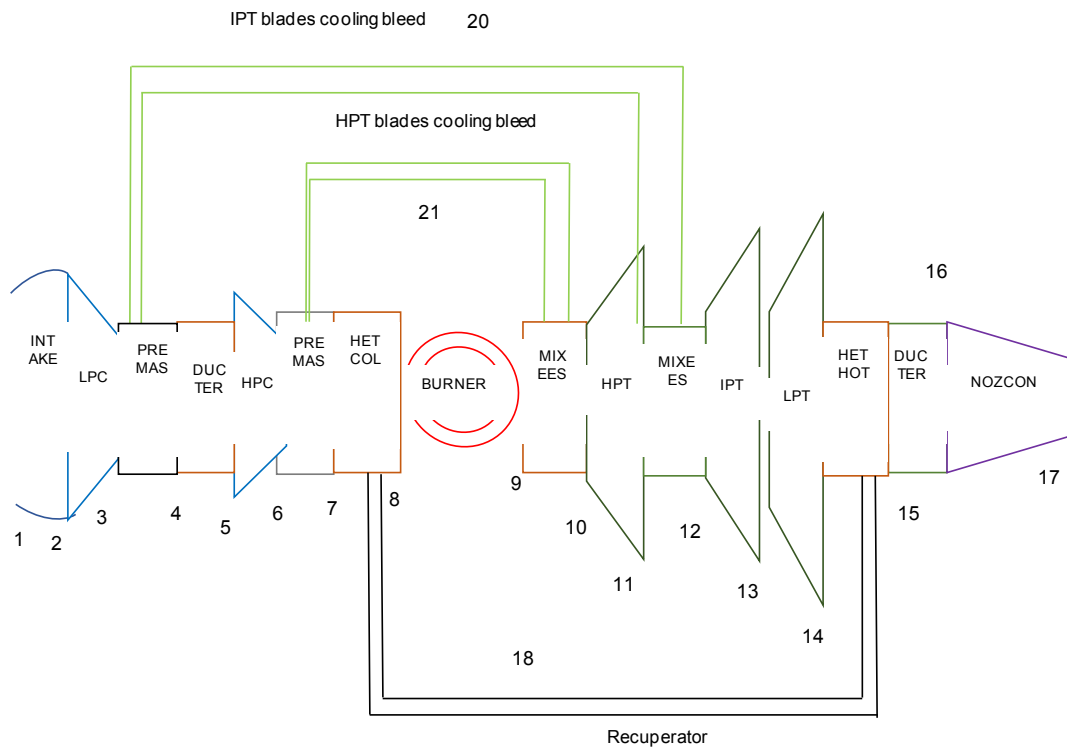 IPT blades cooling bleed 20
HPT blades cooling bleed
21
16
INT
AKE
LPC
PRE
MAS
DUC
TER
HPC
PRE
MAS
HET
COL
BURNER
MIX
EES
HPT
MIXE
ES
IPT
LPT
HET
HOT
DUC
TER
NOZCON
1
2
3
4
5
6
7
8
9
10
11
12
13
14
15
17
18
Recuperator